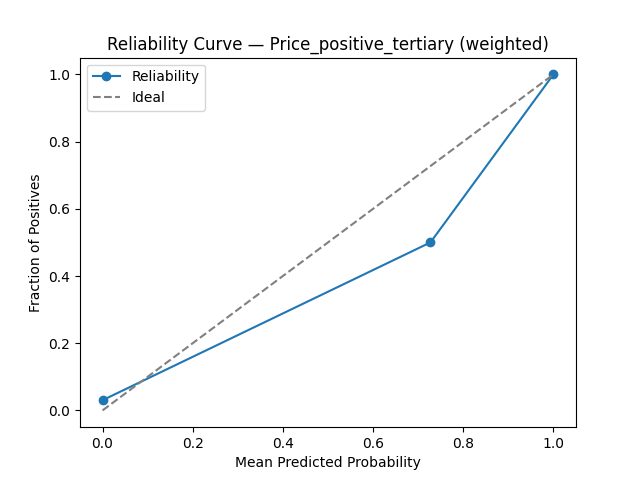 Reliability Curve — Price_positive_tertiary (weighted)
Reliability
Ideal
Fraction of Positives
1.0
0.8
0.6
0.4
0.2
0.0
0.0 0.2 0.4 0.6 0.8 1.0
Mean Predicted Probability